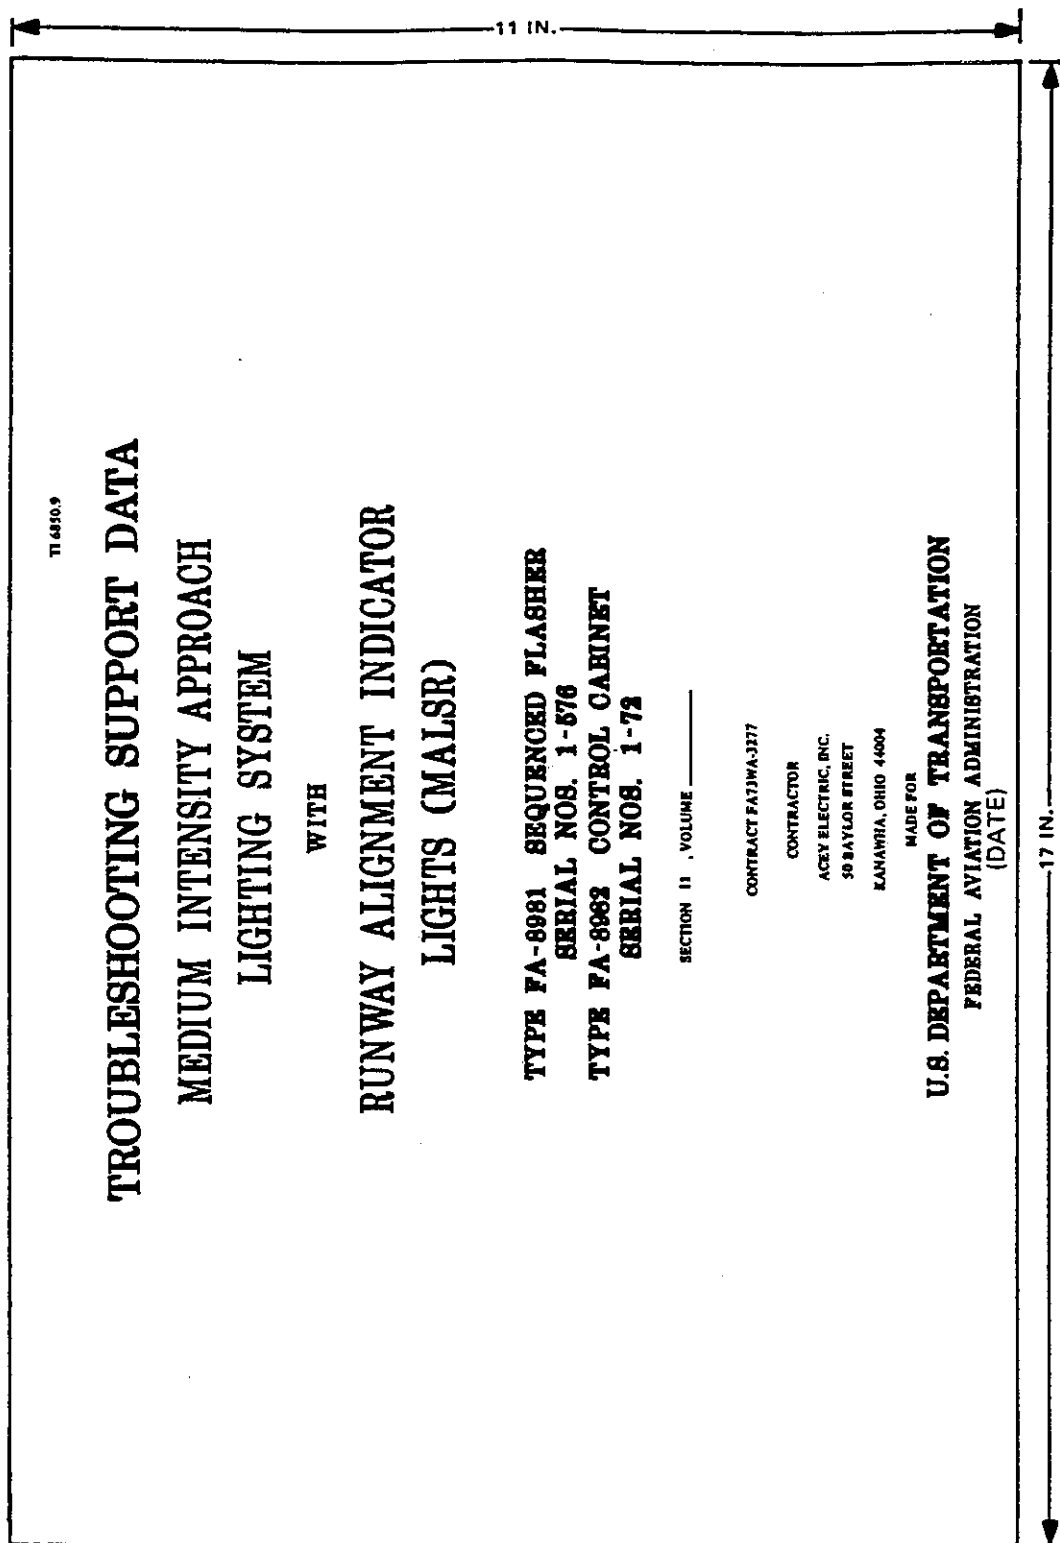 11 IN.
TI 6850.9
TROUBLESHOOTING SUPPORT DATA
MEDIUM INTENSITY APPROACH
LIGHTING SYSTEM
WITH
RUNWAY ALIGNMENT INDICATOR
LIGHTS (MALSR)
TYPE FA-8981 SEQUENCED FLASHER
SERIAL NOS. 1-576
TYPE FA-8982 CONTROL CABINET
SERIAL NOS. 1-72
SECTION 11 , VOLUME
CONTRACT FA73WA-3277
CONTRACTOR
ACEY ELECTRIC, INC.
50 BAYLOR STREET
KANAWHA, OHIO 44004
MADE FOR
U.S. DEPARTMENT OF TRANSPORTATION
FEDERAL AVIATION ADMINISTRATION
(DATE)
17 IN.